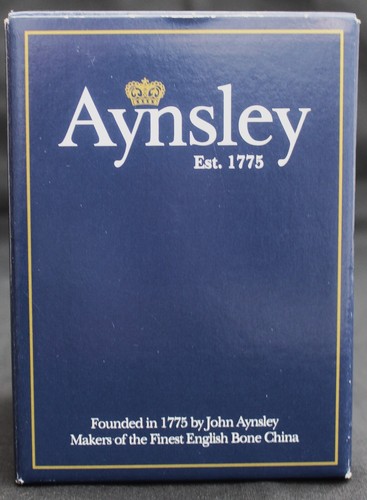 Aynsley
Est. 1775
Founded in 1775 by John Aynsley
Makers of the Finest English Bone China